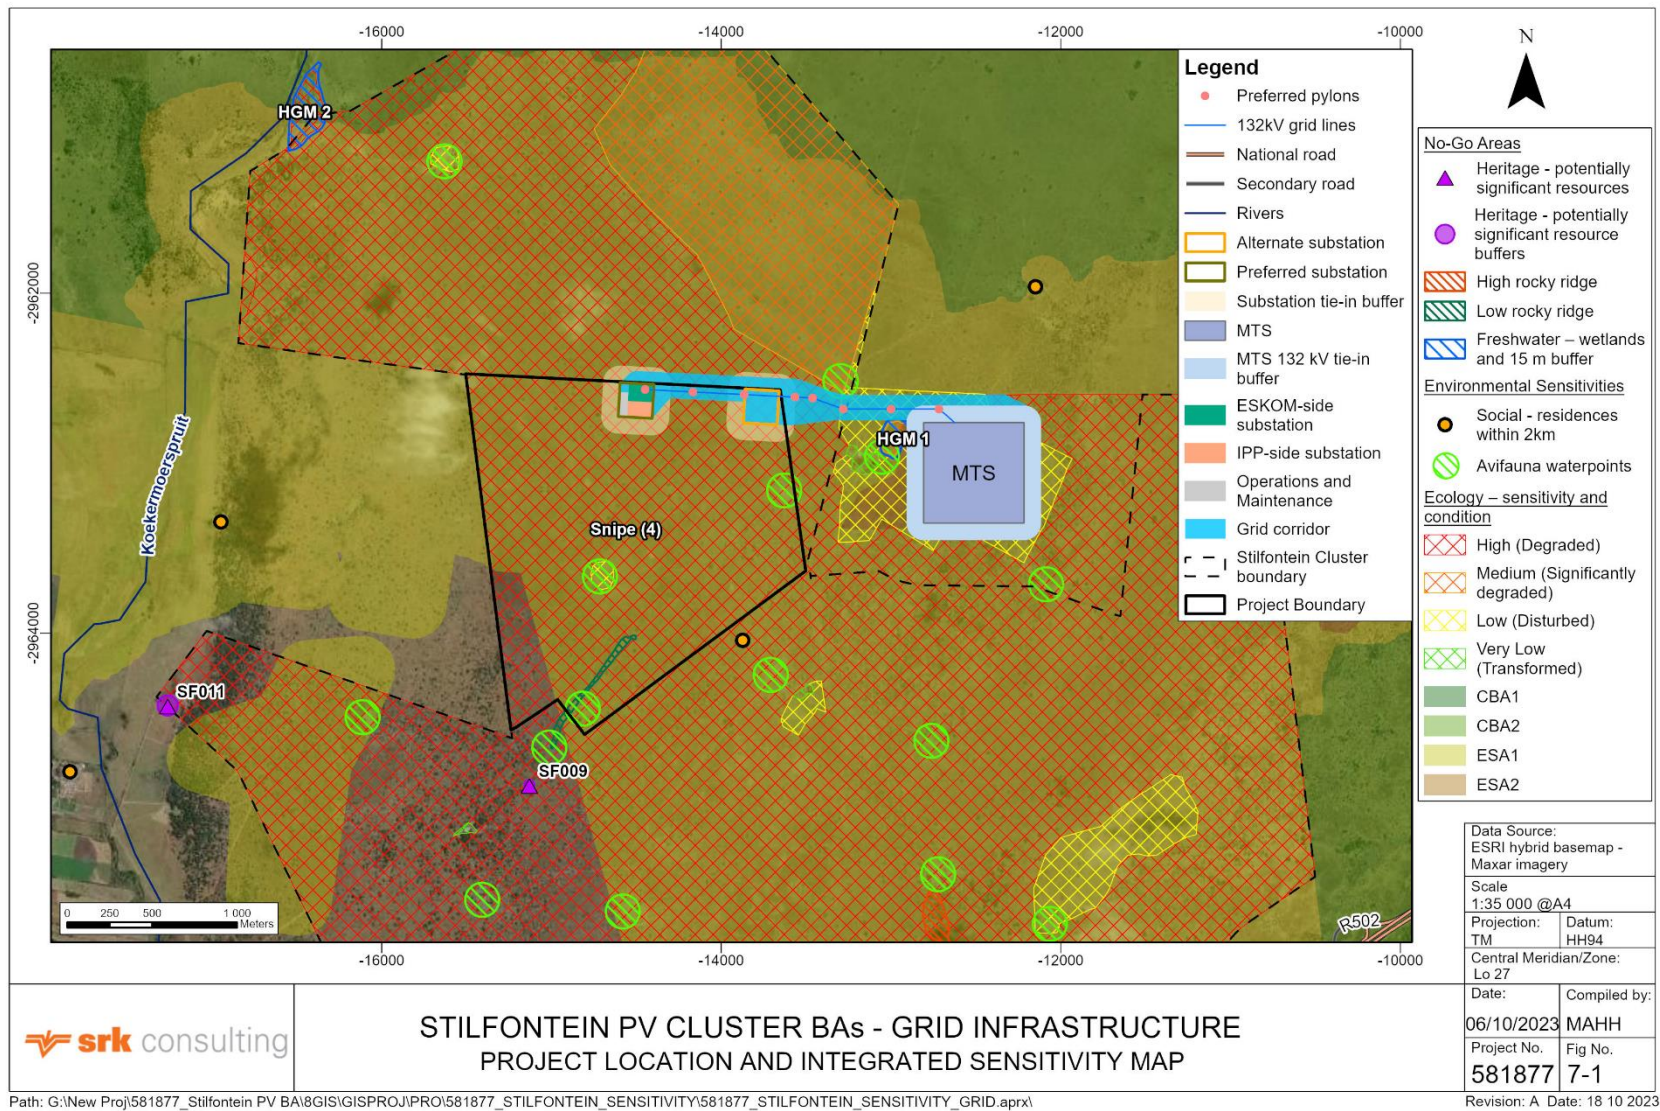 -16000
-14000
-12000
-10000
-2962000
-2964000
HGM 2
Koekermoerspruit
HGM 1
MTS
Snipe (4)
SF011
SF009
R502
0 250 500 1 000
Meters
-16000
-14000
-12000
-10000
Legend
Preferred pylons
132kV grid lines
National road
Secondary road
Rivers
Alternate substation
Preferred substation
Substation tie-in buffer
MTS
MTS 132 kV tie-in
buffer
ESKOM-side
substation
IPP-side substation
Operations and
Maintenance
Grid corridor
Stilfontein Cluster
boundary
Project Boundary
N
No-Go Areas
Heritage - potentially
significant resources
Heritage - potentially
significant resource
buffers
High rocky ridge
Low rocky ridge
Freshwater – wetlands
and 15 m buffer
Environmental Sensitivities
Social - residences
within 2km
Avifauna waterpoints
Ecology – sensitivity and
condition
High (Degraded)
Medium (Significantly
degraded)
Low (Disturbed)
Very Low
(Transformed)
CBA1
CBA2
ESA1
ESA2
Data Source:
ESRI hybrid basemap -
Maxar imagery
Scale
1:35 000 @A4
Projection:
TM
Datum:
HH94
Central Meridian/Zone:
Lo 27
Date:
06/10/2023
Compiled by:
MAHH
Project No.
581877
Fig No.
7-1
srk consulting
STILFONTEIN PV CLUSTER BAs - GRID INFRASTRUCTURE
PROJECT LOCATION AND INTEGRATED SENSITIVITY MAP
Path: G:\New Proj\581877_Stilfontein PV BA\8GIS\GISPROJ\PRO\581877_STILFONTEIN_SENSITIVITY\581877_STILFONTEIN_SENSITIVITY_GRID.aprx\
Revision: A Date: 18 10 2023